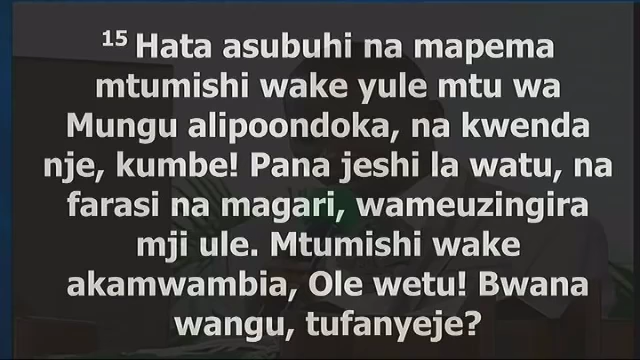 15 Hata asubuhi na mapema
mtumishi wake yule mtu wa
Mungu alipoondoka, na kwenda
nje, kumbe! Pana jeshi la watu, na
farasi na magari, wameuzingira
mji ule. Mtumishi wake
akamwambia, Ole wetu! Bwana
wangu, tufanyeje?